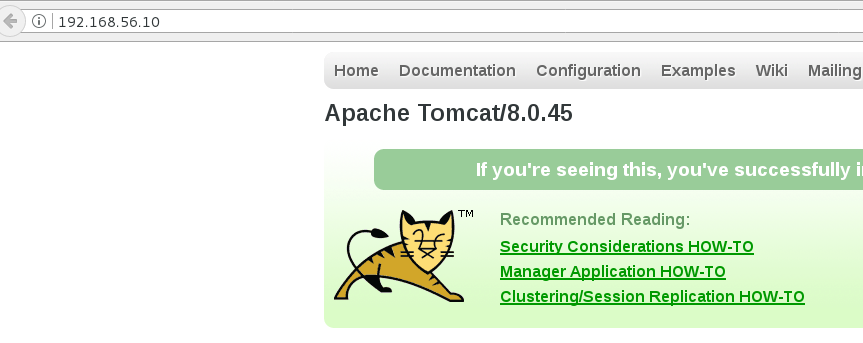 192.168.56.10
Home Documentation Configuration Examples Wiki Mailing
Apache Tomcat/8.0.45
If you're seeing this, you've successfully i
TM
Recommended Reading:
Security Considerations HOW-TO
Manager Application HOW-TO
Clustering/Session Replication HOW-TO